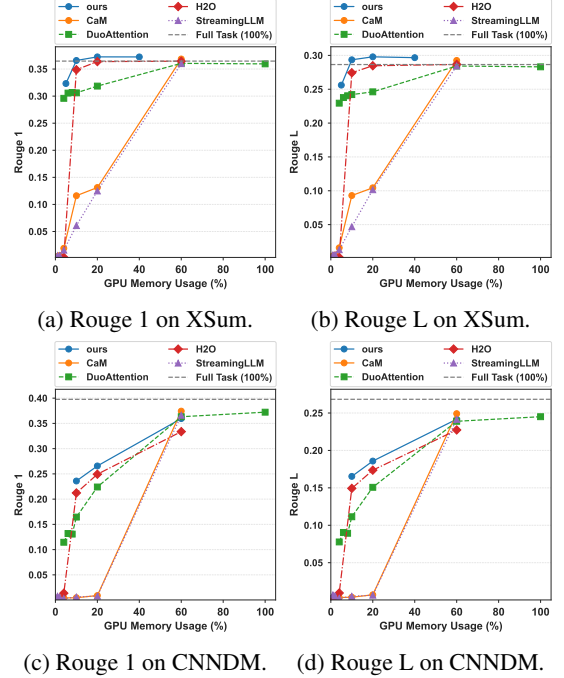 ours H2O ours H2O
CaM StreamingLLM CaM StreamingLLM
DuoAttention Full Task (100%) DuoAttention Full Task (100%)
0.35 0.30
0.30 0.25
0.25 0.20
0.20 0.15
0.15 0.10
0.10 0.05
0.05
Rouge 1 Rouge L
0 20 40 60 80 100 0 20 40 60 80 100
GPU Memory Usage (%) GPU Memory Usage (%)
(a) Rouge 1 on XSum. (b) Rouge L on XSum.
ours H2O ours H2O
CaM StreamingLLM CaM StreamingLLM
DuoAttention Full Task (100%) DuoAttention Full Task (100%)
0.40 0.25
0.35 0.20
0.30 0.15
0.25 0.10
0.20 0.05
0.15
0.10
0.05
Rouge 1 Rouge L
0 20 40 60 80 100 0 20 40 60 80 100
GPU Memory Usage (%) GPU Memory Usage (%)
(c) Rouge 1 on CNNDM. (d) Rouge L on CNNDM.